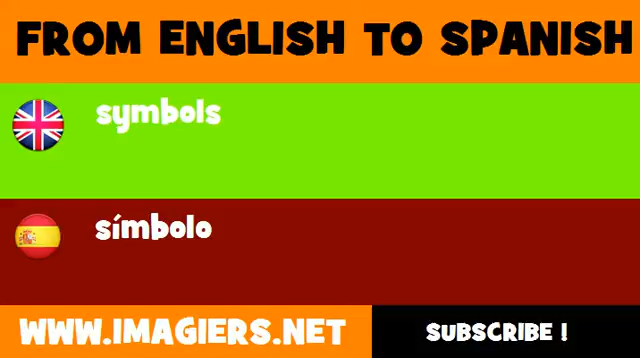 FROM ENGLISH TO SPANISH
symbols
símbolo
WWW.IMAGIERS.NET
SUBSCRIBE !